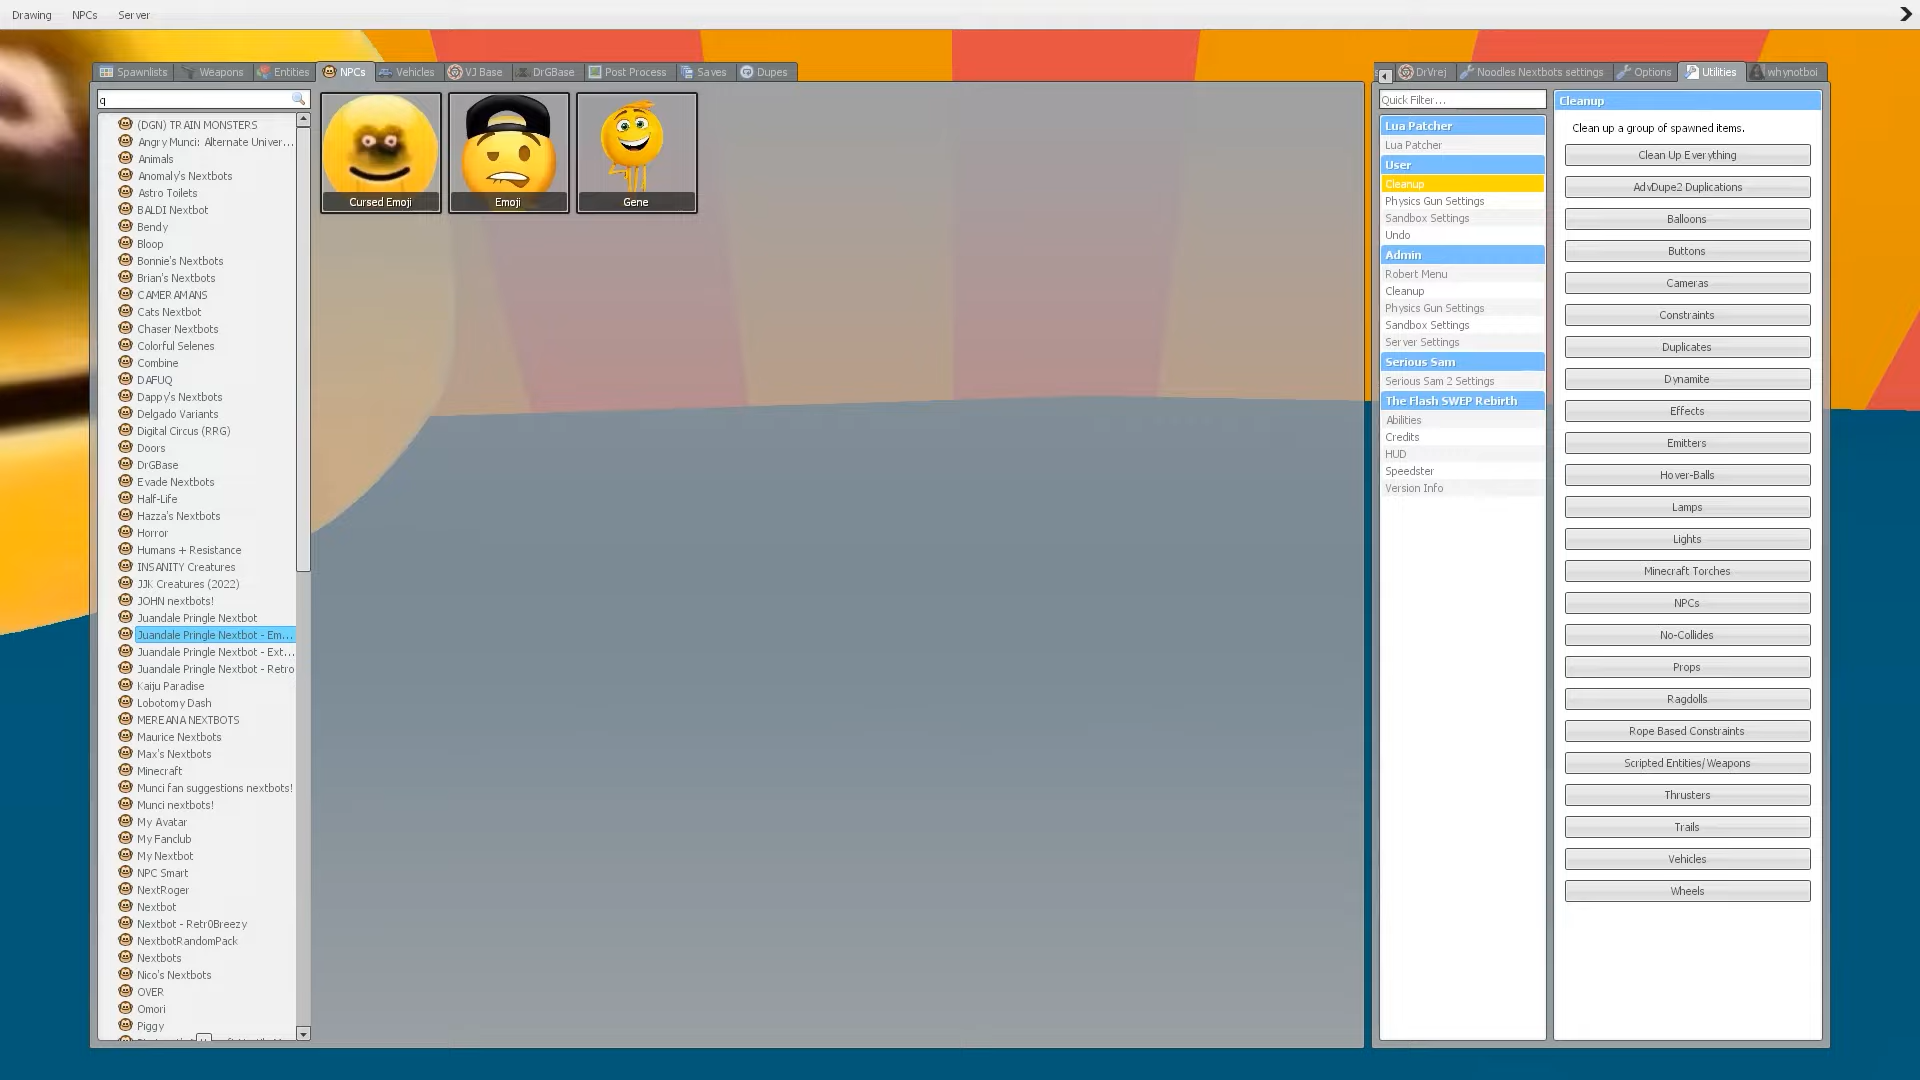 Drawing NPCs Server
Spawnlists Weapons Entities NPCs Vehicles VJ Base DrGBase Post Process Saves Dupes
q
(DGN) TRAIN MONSTERS
Angry Munci: Alternate Univer...
Animals
Anomaly's Nextbots
Astro Toilets
BALDI Nextbot
Bendy
Bloop
Bonnie's Nextbots
Brian's Nextbots
CAMERAMANS
Cats Nextbot
Chaser Nextbots
Colorful Selenes
Combine
DAFUQ
Dappy's Nextbots
Delgado Variants
Digital Circus (RRG)
Doors
DrGBase
Evade Nextbots
Half-Life
Hazza's Nextbots
Horror
Humans + Resistance
INSANITY Creatures
JJK Creatures (2022)
JOHN nextbots!
Juandale Pringle Nextbot
Juandale Pringle Nextbot - Em...
Juandale Pringle Nextbot - Ext...
Juandale Pringle Nextbot - Retro
Kaiju Paradise
Lobotomy Dash
MEREANA NEXTBOTS
Maurice Nextbots
Max's Nextbots
Minecraft
Munci fan suggestions nextbots!
Munci nextbots!
My Avatar
My Fanclub
My Nextbot
NPC Smart
NextRoger
Nextbot
Nextbot - Retr0Breezy
NextbotRandomPack
Nextbots
Nico's Nextbots
OVER
Omori
Piggy
Cursed Emoji
Emoji
Gene
DrVrej Noodles Nextbots settings Options Utilities whynotboi
Quick Filter...
Lua Patcher
Lua Patcher
User
Cleanup
Physics Gun Settings
Sandbox Settings
Undo
Admin
Robert Menu
Cleanup
Physics Gun Settings
Sandbox Settings
Server Settings
Serious Sam
Serious Sam 2 Settings
The Flash SWEP Rebirth
Abilities
Credits
HUD
Speedster
Version Info
Cleanup
Clean up a group of spawned items.
Clean Up Everything
AdvDupe2 Duplications
Balloons
Buttons
Cameras
Constraints
Duplicates
Dynamite
Effects
Emitters
Hover-Balls
Lamps
Lights
Minecraft Torches
NPCs
No-Collides
Props
Ragdolls
Rope Based Constraints
Scripted Entities/Weapons
Thrusters
Trails
Vehicles
Wheels